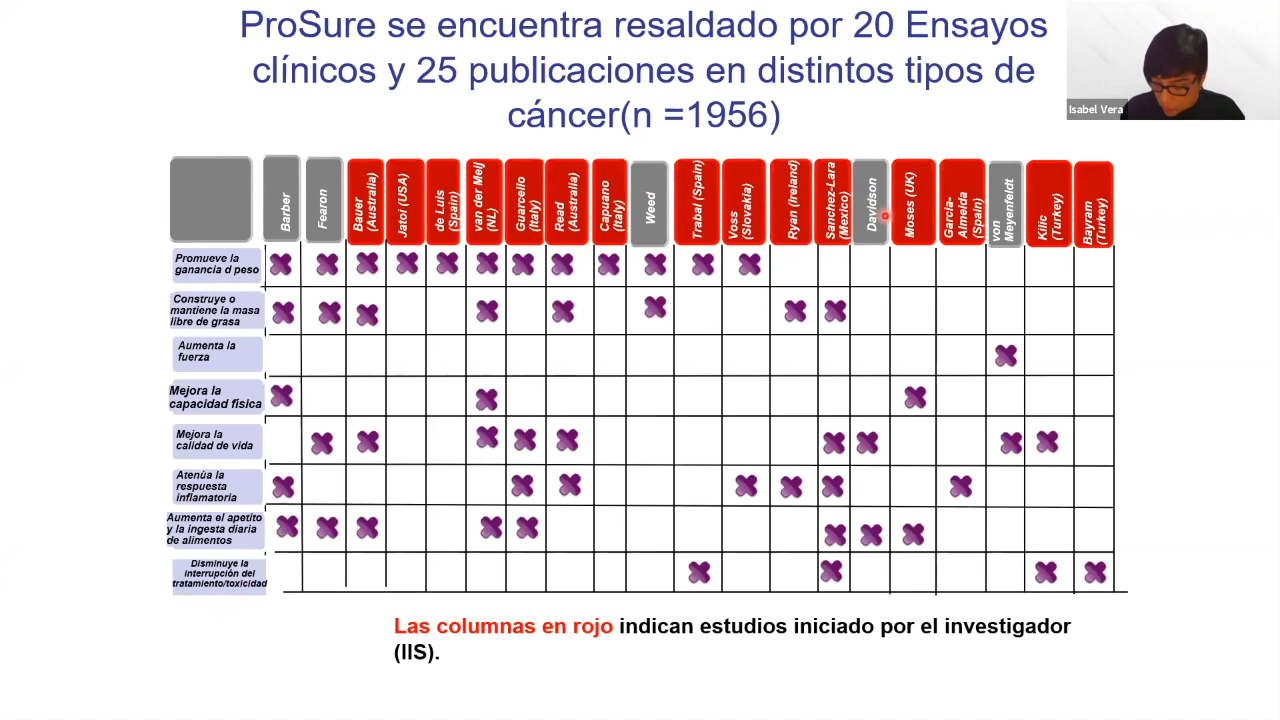 ProSure se encuentra resaldado por 20 Ensayos
clínicos y 25 publicaciones en distintos tipos de
cáncer(n =1956)
Isabel Vera
Barber
Fearon
Bauer
(Australia)
Jatoi (USA)
de Luis
(Spain)
van der Meij
(NL)
Guarcello
(Italy)
Read
(Australia)
Capuano
(Italy)
Weed
Trabal (Spain)
Voss
(Slovakia)
Ryan (Ireland)
Sanchez-Lara
(Mexico)
Davidson
Moses (UK)
Garcia-
Almeida
(Spain)
von
Meyenfeldt
Kilic
(Turkey)
Bayram
(Turkey)
Promueve la
ganancia d peso
Construye o
mantiene la masa
libre de grasa
Aumenta la
fuerza
Mejora la
capacidad física
Mejora la
calidad de vida
Atenúa la
respuesta
inflamatoria
Aumenta el apetito
y la ingesta diaria
de alimentos
Disminuye la
interrupción del
tratamiento/toxicidad
Las columnas en rojo indican estudios iniciado por el investigador
(IIS).